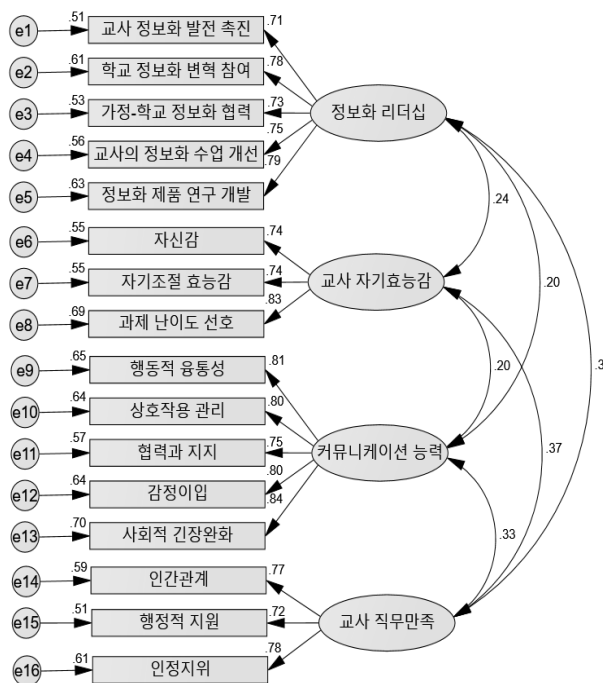 .51
e1
교사 정보화 발전 촉진
.71
.61
e2
학교 정보화 변혁 참여
.78
.53
e3
가정-학교 정보화 협력
.73
정보화 리더십
.56
e4
교사의 정보화 수업 개선
.75
.63
e5
정보화 제품 연구 개발
.79
.24
.55
e6
자신감
.74
.55
e7
자기조절 효능감
.74
교사 자기효능감
.20
.69
e8
과제 난이도 선호
.83
.65
e9
행동적 융통성
.81
.20
.64
e10
상호작용 관리
.80
.37
.57
e11
협력과 지지
.75
커뮤니케이션 능력
.64
e12
감정이입
.80
.70
e13
사회적 긴장완화
.84
.33
.59
e14
인간관계
.77
.51
e15
행정적 지원
.72
교사 직무만족
.61
e16
인정지위
.78